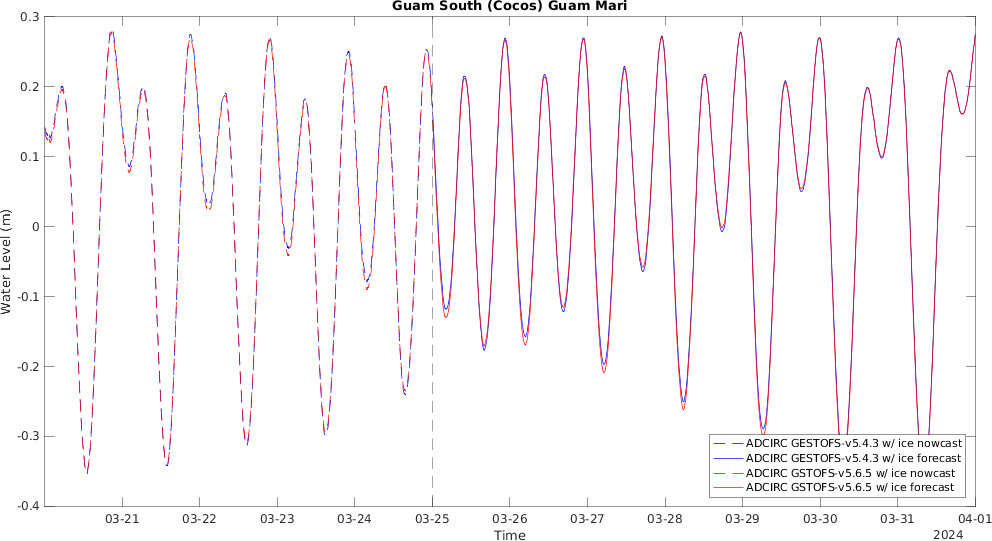 Guam South (Cocos) Guam Mari
0.3
0.2
0.1
0
-0.1
-0.2
-0.3
-0.4
Water Level (m)
ADCIRC GESTOFS-v5.4.3 w/ ice nowcast
ADCIRC GESTOFS-v5.4.3 w/ ice forecast
ADCIRC GSTOFS-v5.6.5 w/ ice nowcast
ADCIRC GSTOFS-v5.6.5 w/ ice forecast
03-21 03-22 03-23 03-24 03-25 03-26 03-27 03-28 03-29 03-30 03-31 04-01
Time
2024